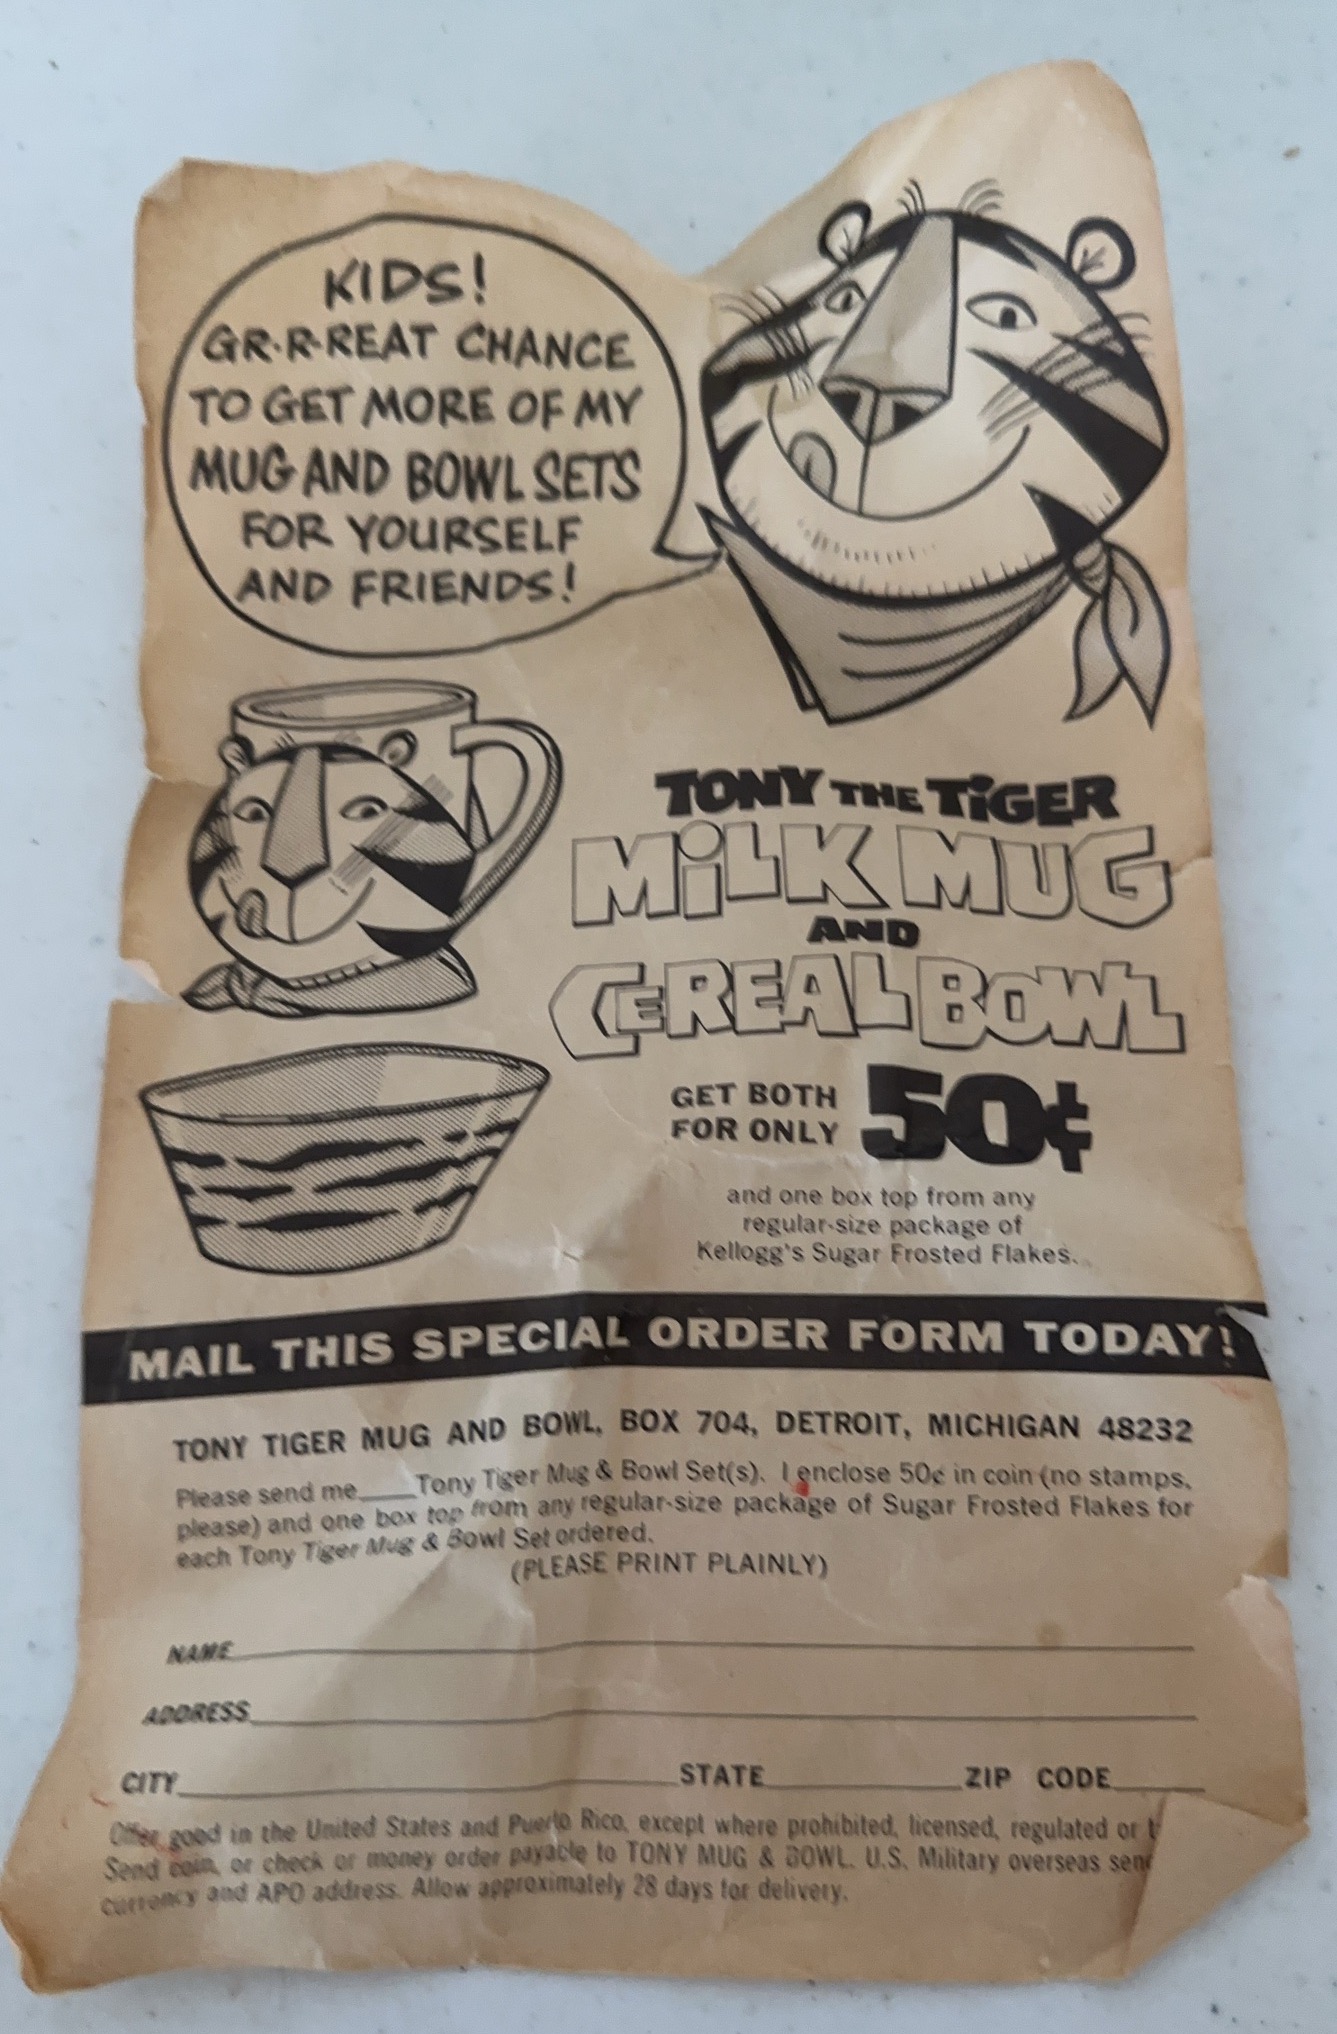 KIDS!
GR-R-REAT CHANCE
TO GET MORE OF MY
MUG AND BOWL SETS
FOR YOURSELF
AND FRIENDS!
TONY THE TIGER
MILK MUG
AND
CEREAL BOWL
GET BOTH
FOR ONLY 50¢
and one box top from any
regular-size package of
Kellogg's Sugar Frosted Flakes.
MAIL THIS SPECIAL ORDER FORM TODAY!
TONY TIGER MUG AND BOWL, BOX 704, DETROIT, MICHIGAN 48232
Please send me____Tony Tiger Mug & Bowl Set(s). I enclose 50¢ in coin (no stamps,
please) and one box top from any regular-size package of Sugar Frosted Flakes for
each Tony Tiger Mug & Bowl Set ordered.
(PLEASE PRINT PLAINLY)
NAME
ADDRESS
CITY STATE ZIP CODE
Offer good in the United States and Puerto Rico, except where prohibited, licensed, regulated or
Send coin, or check or money order payable to TONY MUG & BOWL. U.S. Military overseas
currency and APO address. Allow approximately 28 days for delivery.